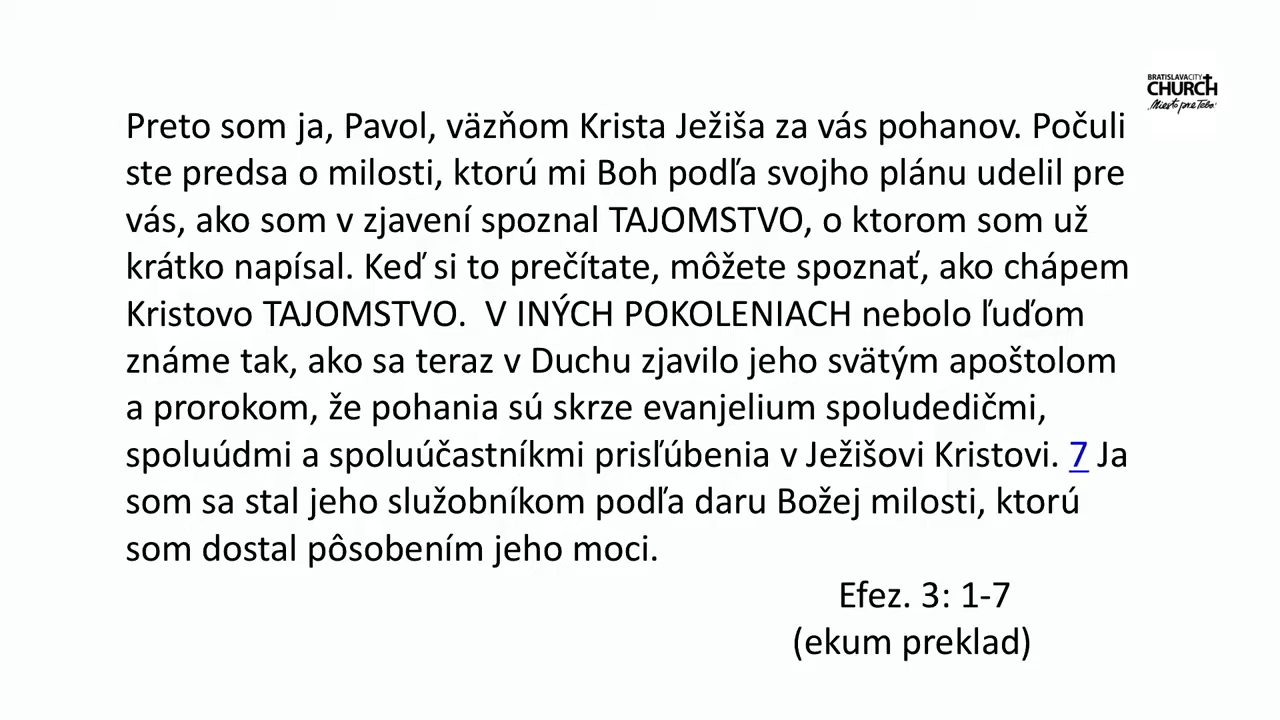 BRATISLAVACITY
CHURCH
Miesto pre Teba
Preto som ja, Pavol, väzňom Krista Ježiša za vás pohanov. Počuli
ste predsa o milosti, ktorú mi Boh podľa svojho plánu udelil pre
vás, ako som v zjavení spoznal TAJOMSTVO, o ktorom som už
krátko napísal. Keď si to prečítate, môžete spoznať, ako chápem
Kristovo TAJOMSTVO.  V INÝCH POKOLENIACH nebolo ľuďom
známe tak, ako sa teraz v Duchu zjavilo jeho svätým apoštolom
a prorokom, že pohania sú skrze evanjelium spoludedičmi,
spoluúdmi a spoluúčastníkmi prisľúbenia v Ježišovi Kristovi. 7 Ja
som sa stal jeho služobníkom podľa daru Božej milosti, ktorú
som dostal pôsobením jeho moci.
Efez. 3: 1-7
(ekum preklad)